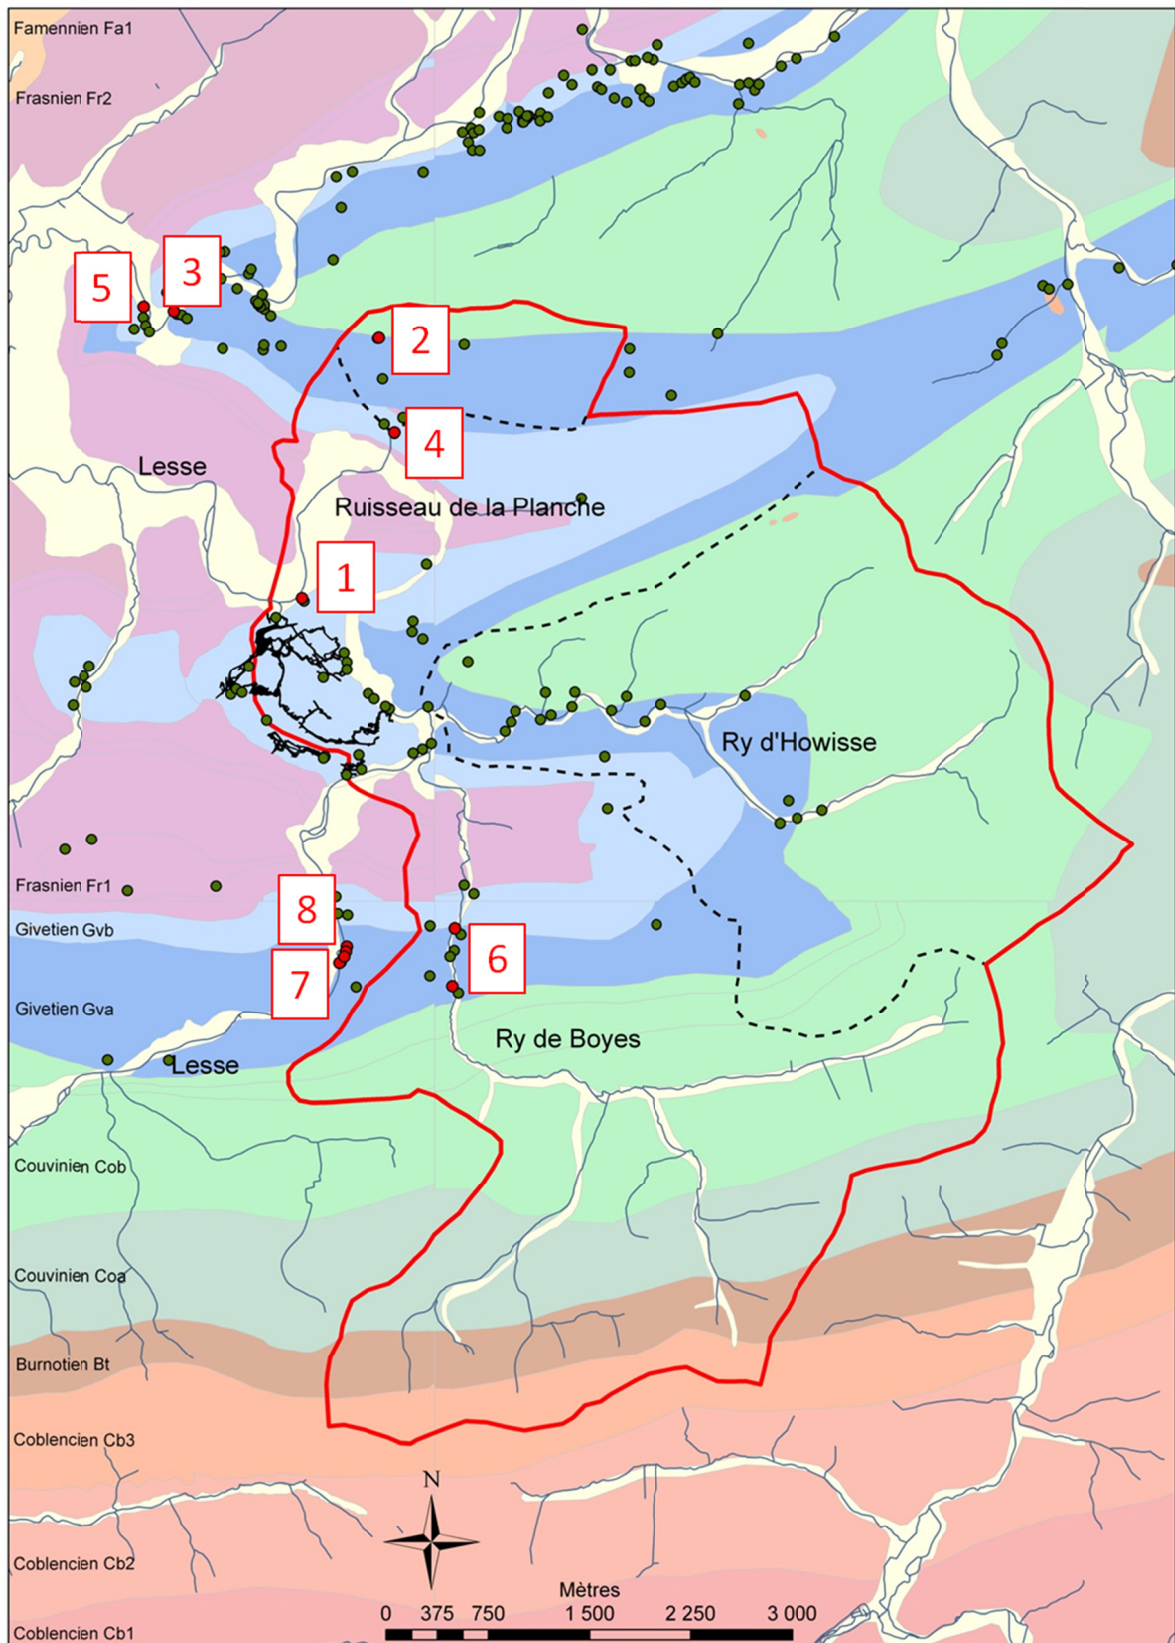 Famennien Fa1
Frasnien Fr2
3
5
2
4
Lesse
Ruisseau de la Planche
1
Ry d'Howisse
Frasnien Fr1
8
Givetien Gvb
6
7
Givetien Gva
Ry de Boyes
Lesse
Couvinien Cob
Couvinien Coa
Burnotien Bt
Coblencien Cb3
N
Coblencien Cb2
Mètres
0 375 750 1 500 2 250 3 000
Coblencien Cb1